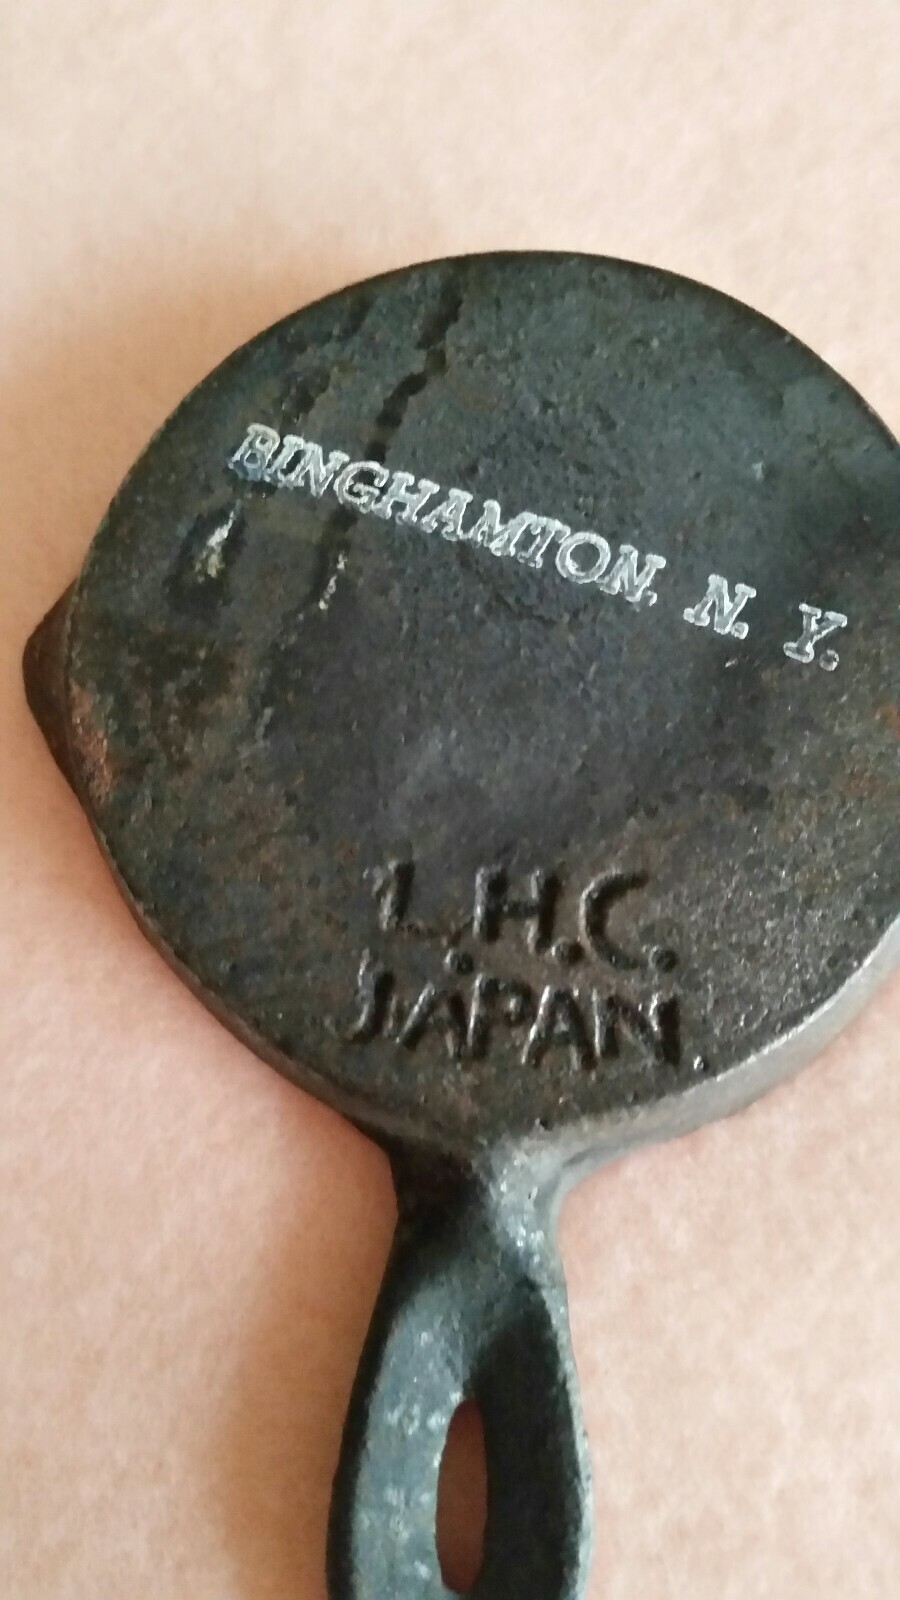 BINGHAMTON, N. Y.
L.H.C.
JAPAN